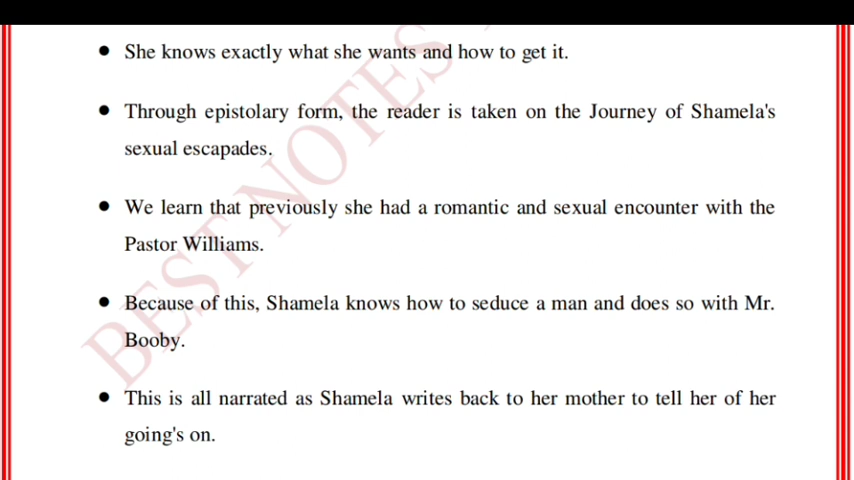 ● She knows exactly what she wants and how to get it.
● Through epistolary form, the reader is taken on the Journey of Shamela's
sexual escapades.
● We learn that previously she had a romantic and sexual encounter with the
Pastor Williams.
● Because of this, Shamela knows how to seduce a man and does so with Mr.
Booby.
● This is all narrated as Shamela writes back to her mother to tell her of her
going's on.
BEST NOTES